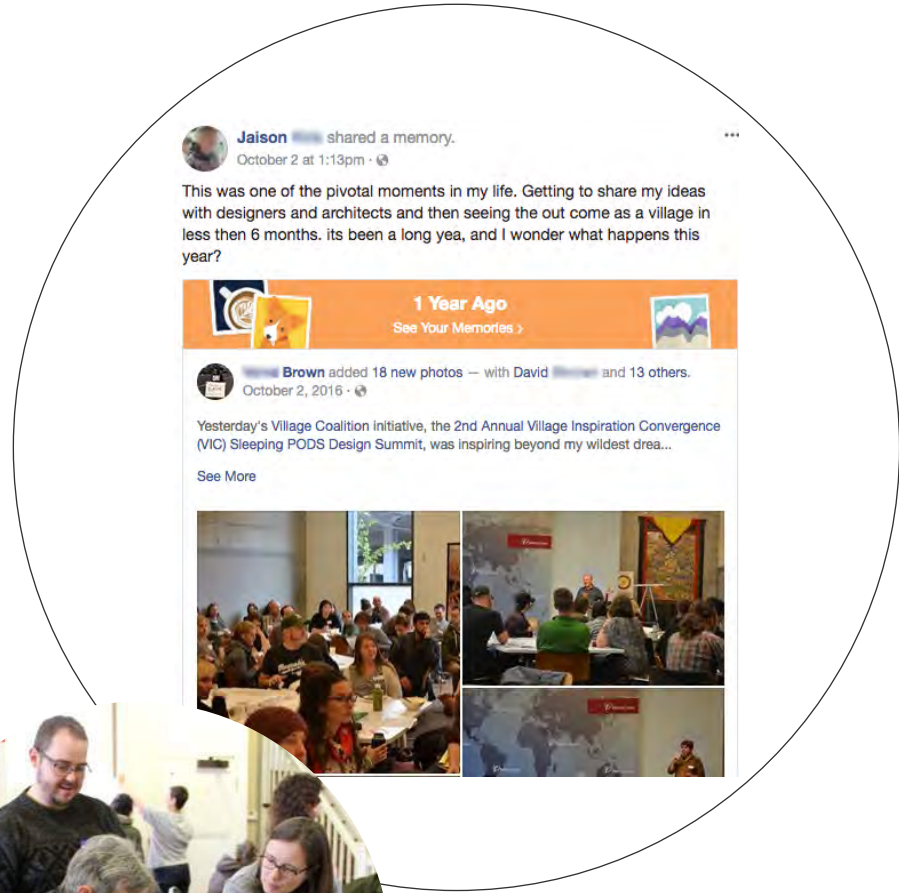 Jaison shared a memory.
October 2 at 1:13pm ·
This was one of the pivotal moments in my life. Getting to share my ideas
with designers and architects and then seeing the out come as a village in
less then 6 months. its been a long yea, and I wonder what happens this
year?
1 Year Ago
See Your Memories ›
Brown added 18 new photos — with David and 13 others.
October 2, 2016 ·
Yesterday's Village Coalition initiative, the 2nd Annual Village Inspiration Convergence
(VIC) Sleeping PODS Design Summit, was inspiring beyond my wildest drea...
See More